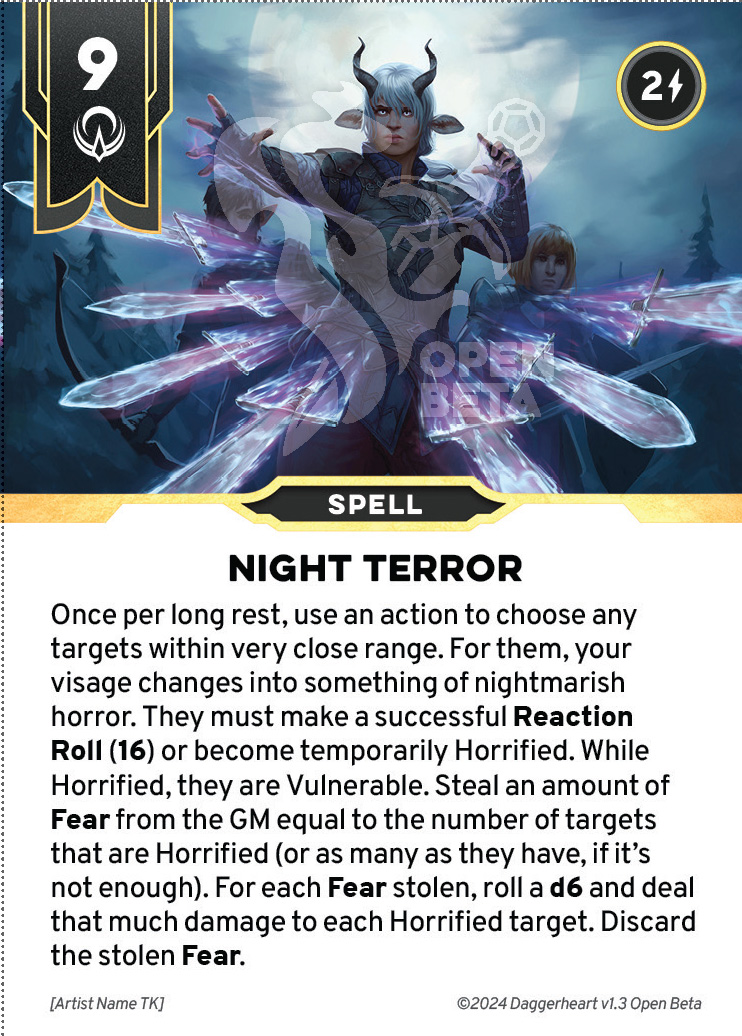 9
2
OPEN
BETA
SPELL
NIGHT TERROR
Once per long rest, use an action to choose any
targets within very close range. For them, your
visage changes into something of nightmarish
horror. They must make a successful Reaction
Roll (16) or become temporarily Horrified. While
Horrified, they are Vulnerable. Steal an amount of
Fear from the GM equal to the number of targets
that are Horrified (or as many as they have, if it's
not enough). For each Fear stolen, roll a d6 and deal
that much damage to each Horrified target. Discard
the stolen Fear.
[Artist Name TK]
©2024 Daggerheart v1.3 Open Beta